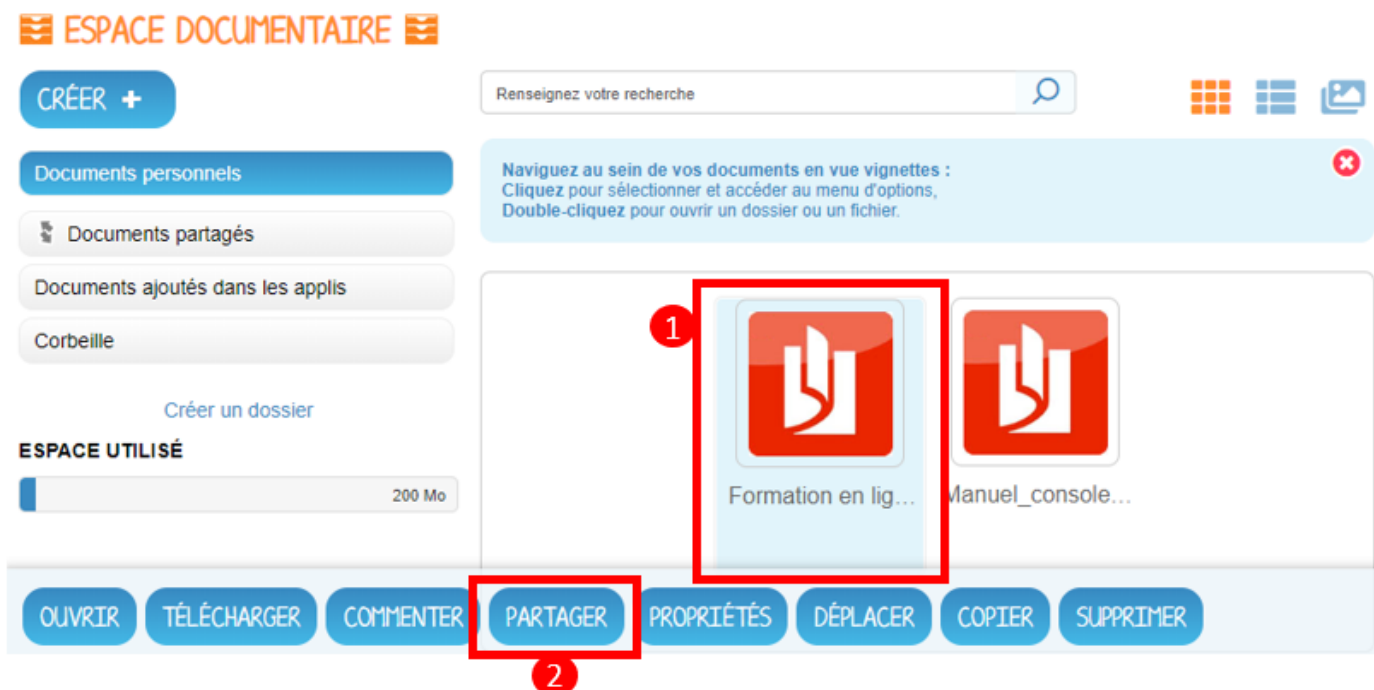 ESPACE DOCUMENTAIRE
CRÉER +
Renseignez votre recherche
Documents personnels
Documents partagés
Documents ajoutés dans les applis
Corbeille
Créer un dossier
ESPACE UTILISÉ
200 Mo
Naviguez au sein de vos documents en vue vignettes :
Cliquez pour sélectionner et accéder au menu d'options,
Double-cliquez pour ouvrir un dossier ou un fichier.
1
Formation en lig...
Manuel_console...
OUVRIR TÉLÉCHARGER COMMENTER PARTAGER PROPRIÉTÉS DÉPLACER COPIER SUPPRIMER
2